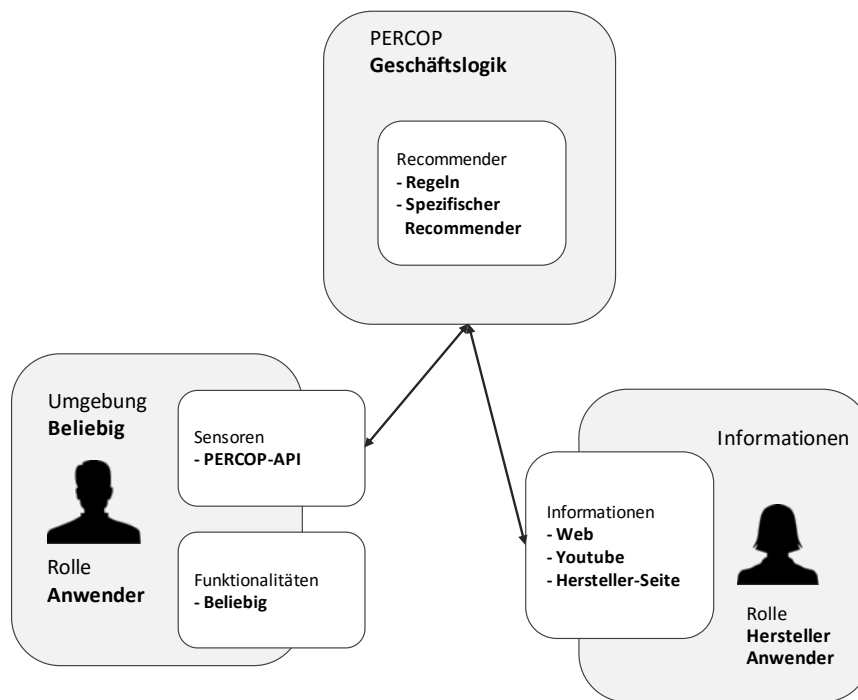 PERCOP
Geschäftslogik
Recommender
- Regeln
- Spezifischer
Recommender
Umgebung
Beliebig
Rolle
Anwender
Sensoren
- PERCOP-API
Funktionalitäten
- Beliebig
Informationen
Informationen
- Web
- Youtube
- Hersteller-Seite
Rolle
Hersteller
Anwender